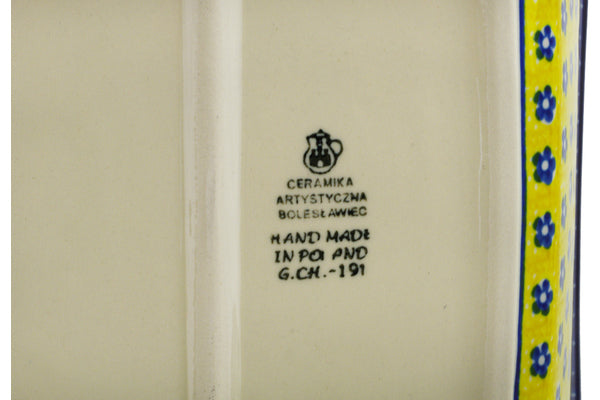 CERAMIKA
ARTYSTYCZNA
BOLESŁAWIEC
HAND MADE
IN POLAND
G.CH.-191